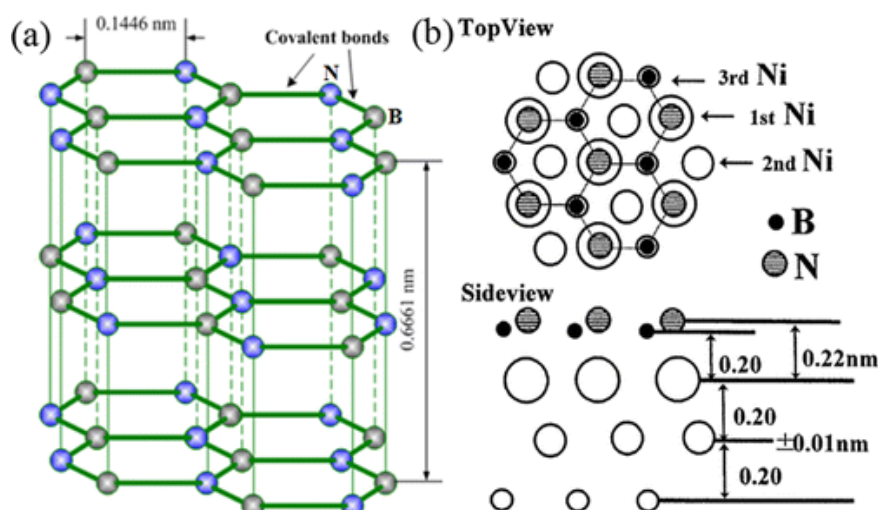 (a)
0.1446 nm
Covalent bonds
N
B
0.6661 nm
(b)
TopView
3rd Ni
1st Ni
2nd Ni
B
N
Sideview
0.20
0.22nm
0.20
±0.01nm
0.20